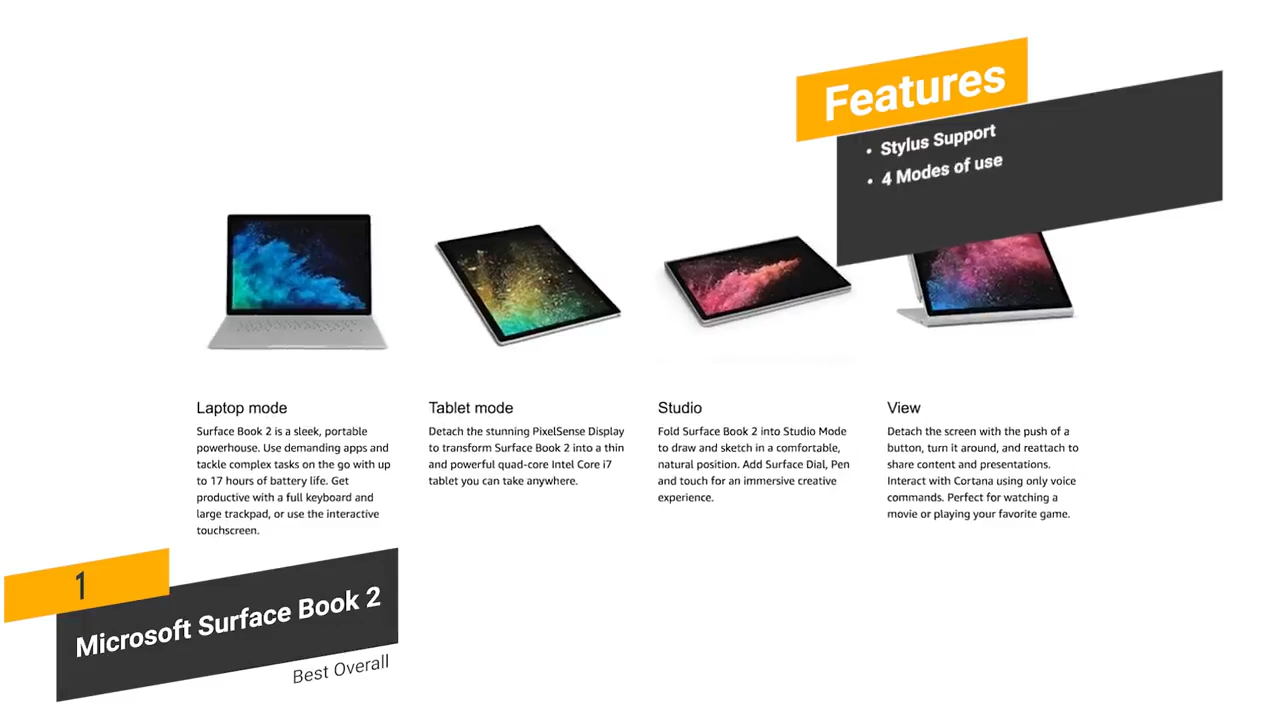 Features
• Stylus Support
• 4 Modes of use
Laptop mode
Surface Book 2 is a sleek, portable
powerhouse. Use demanding apps and
tackle complex tasks on the go with up
to 17 hours of battery life. Get
productive with a full keyboard and
large trackpad, or use the interactive
touchscreen.
Tablet mode
Detach the stunning PixelSense Display
to transform Surface Book 2 into a thin
and powerful quad-core Intel Core i7
tablet you can take anywhere.
Studio
Fold Surface Book 2 into Studio Mode
to draw and sketch in a comfortable,
natural position. Add Surface Dial, Pen
and touch for an immersive creative
experience.
View
Detach the screen with the push of a
button, turn it around, and reattach to
share content and presentations.
Interact with Cortana using only voice
commands. Perfect for watching a
movie or playing your favorite game.
1
Microsoft Surface Book 2
Best Overall